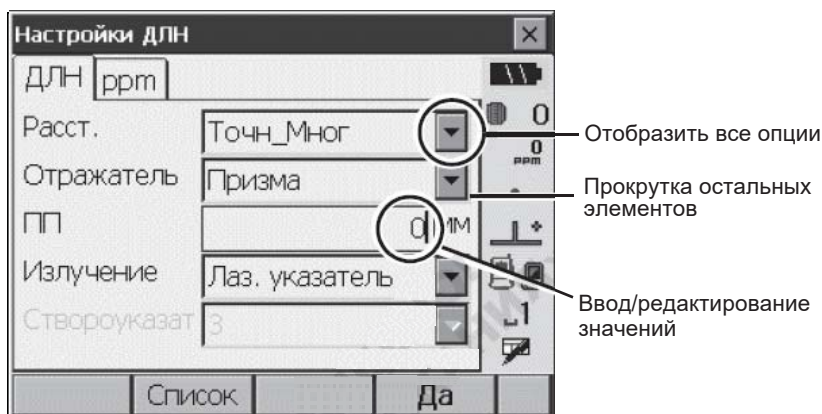 Настройки ДЛН
ДЛН ppm
Расст. Точн_Мног
0
Отобразить все опции
0
ppm
Отражатель Призма
Прокрутка остальных
элементов
ПП 0 мм
Излучение Лаз. указатель
Ввод/редактирование
значений
Створоуказат 3
1
Список Да